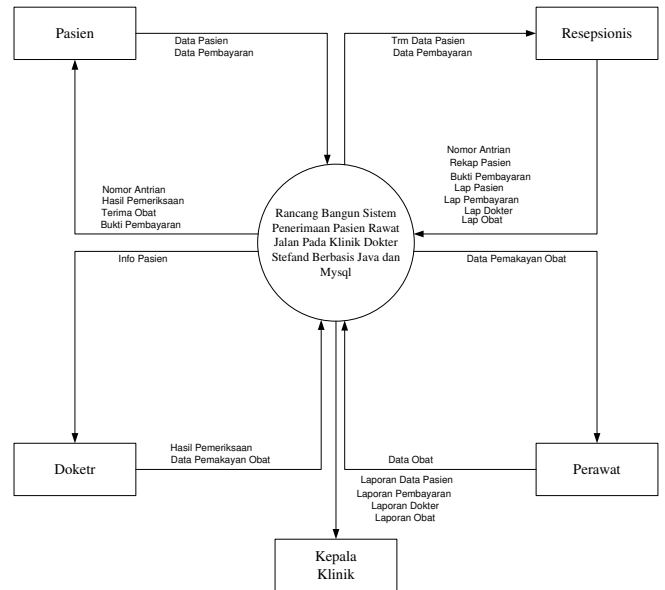 Pasien
Data Pasien
Data Pembayaran
Trm Data Pasien
Data Pembayaran
Resepsionis
Nomor Antrian
Hasil Pemeriksaan
Terima Obat
Bukti Pembayaran
Rancang Bangun Sistem
Penerimaan Pasien Rawat
Jalan Pada Klinik Dokter
Stefand Berbasis Java dan
Mysql
Nomor Antrian
Rekap Pasien
Bukti Pembayaran
Lap Pasien
Lap Pembayaran
Lap Dokter
Lap Obat
Info Pasien
Data Pemakayan Obat
Doketr
Hasil Pemeriksaan
Data Pemakayan Obat
Data Obat
Perawat
Laporan Data Pasien
Laporan Pembayaran
Laporan Dokter
Laporan Obat
Kepala
Klinik